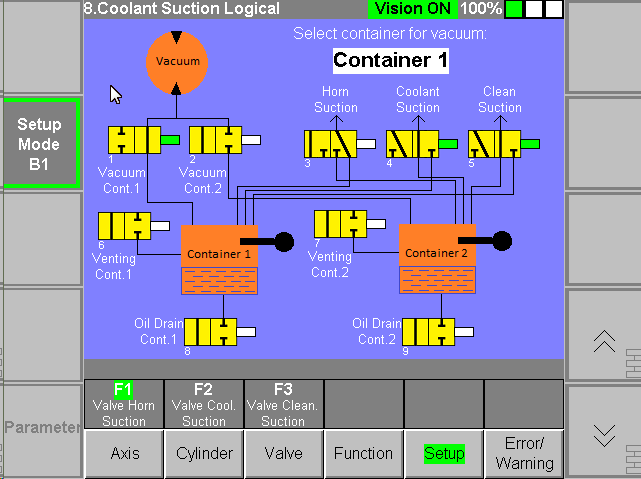 8.Coolant Suction Logical
Vision ON
100%
Select container for vacuum:
Container 1
Vacuum
Horn
Suction
Coolant
Suction
Clean
Suction
Setup
Mode
B1
1
Vacuum
Cont.1
2
Vacuum
Cont.2
3
4
5
6
Venting
Cont.1
Container 1
7
Venting
Cont.2
Container 2
Oil Drain
Cont.1
8
Oil Drain
Cont.2
9
F1
Valve Horn
Suction
F2
Valve Cool.
Suction
F3
Valve Clean.
Suction
Parameter
Axis
Cylinder
Valve
Function
Setup
Error/
Warning